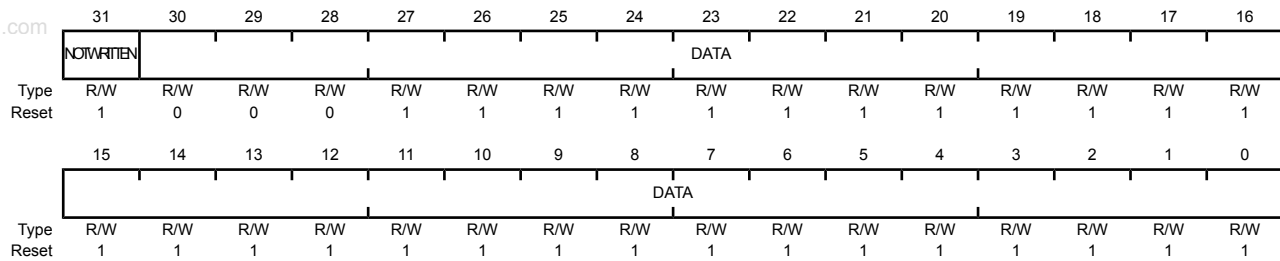 31 30 29 28 27 26 25 24 23 22 21 20 19 18 17 16
.com
NOTWRITTEN DATA
Type R/W R/W R/W R/W R/W R/W R/W R/W R/W R/W R/W R/W R/W R/W R/W R/W
Reset 1 0 0 0 1 1 1 1 1 1 1 1 1 1 1 1
15 14 13 12 11 10 9 8 7 6 5 4 3 2 1 0
DATA
Type R/W R/W R/W R/W R/W R/W R/W R/W R/W R/W R/W R/W R/W R/W R/W R/W
Reset 1 1 1 1 1 1 1 1 1 1 1 1 1 1 1 1